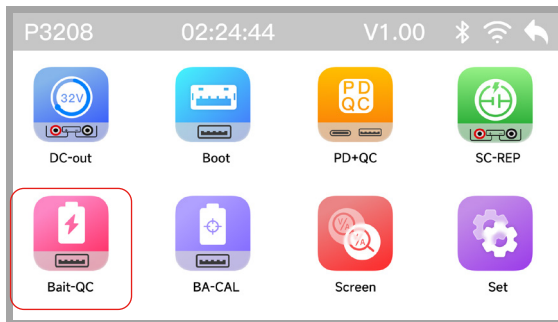 P3208 02:24:44 V1.00
32V
PD
QC
DC-out Boot PD+QC SC-REP
V/A V/A
Bait-QC BA-CAL Screen Set